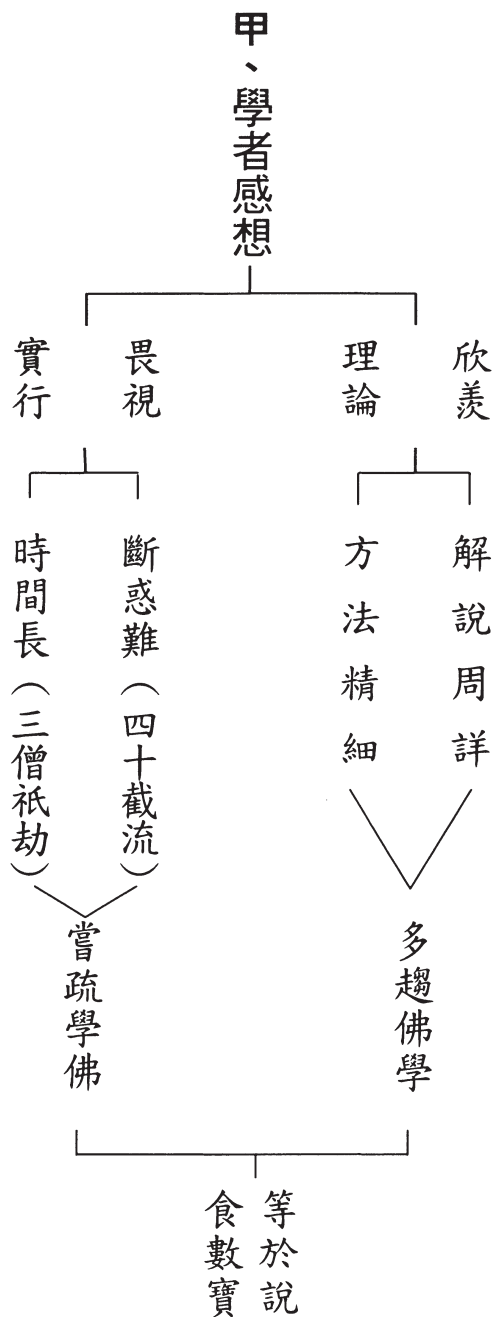 甲、學者感想
欣羨
理論
解說周詳
方法精細
多趨佛學
畏視
實行
斷惑難(四十截流)
時間長(三僧祇劫)
嘗疏學佛
等於說
食數寶